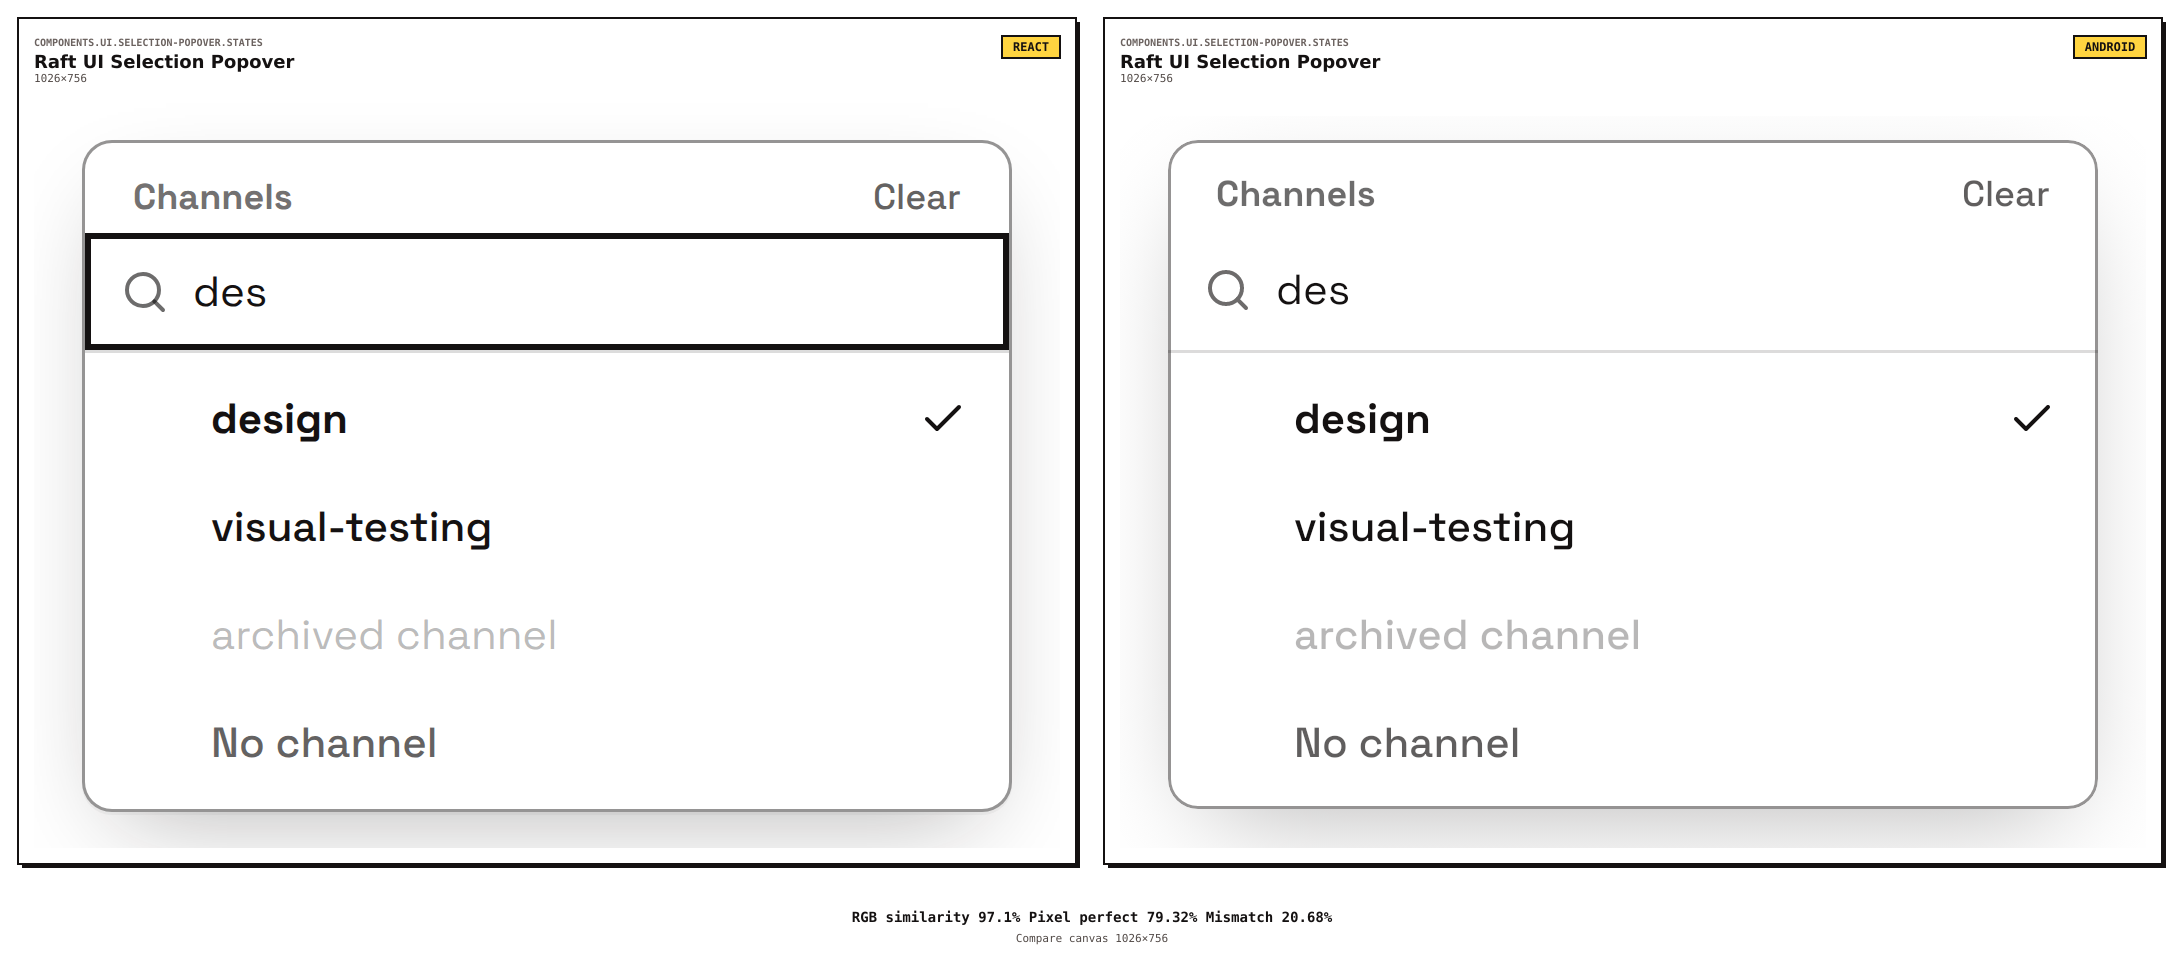 COMPONENTS.UI.SELECTION-POPOVER.STATES
Raft UI Selection Popover
1026×756
REACT
Channels
Clear
des
design
visual-testing
archived channel
No channel
COMPONENTS.UI.SELECTION-POPOVER.STATES
Raft UI Selection Popover
1026×756
ANDROID
Channels
Clear
des
design
visual-testing
archived channel
No channel
RGB similarity 97.1% Pixel perfect 79.32% Mismatch 20.68%
Compare canvas 1026×756